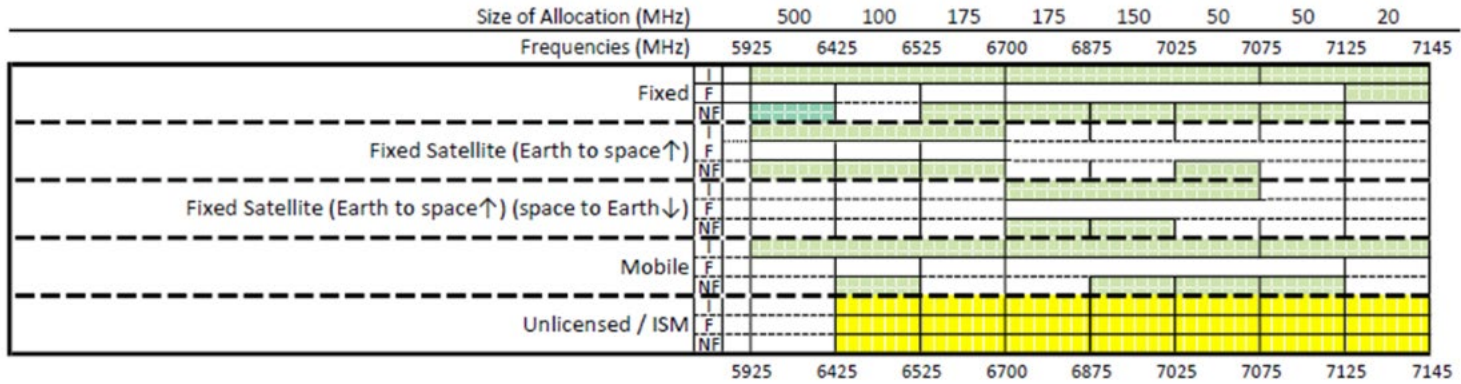 Size of Allocation (MHz) 500 100 175 175 150 50 50 20
Frequencies (MHz) 5925 6425 6525 6700 6875 7025 7075 7125 7145
I
Fixed F
NF
I
Fixed Satellite (Earth to space↑) F
NF
I
Fixed Satellite (Earth to space↑) (space to Earth↓) F
NF
I
Mobile F
NF
I
Unlicensed / ISM F
NF
5925 6425 6525 6700 6875 7025 7075 7125 7145